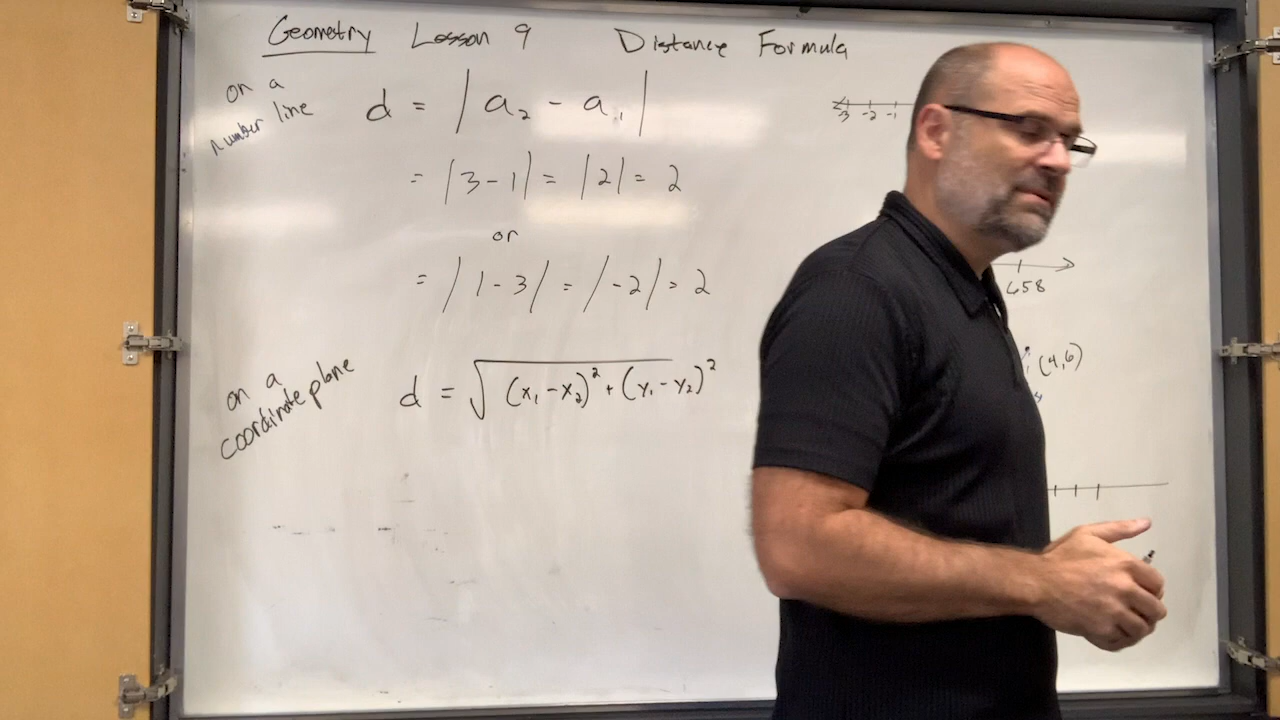 Geometry Lesson 9 Distance Formula
on a
number line
d = | a₂ - a₁ |
= |3 - 1| = |2| = 2
or
= | 1 - 3 | = | -2 | = 2
on a
coordinate plane
d = √(x₁ - x₂)² + (y₁ - y₂)²
-3 -2 -1
658
(4,6)